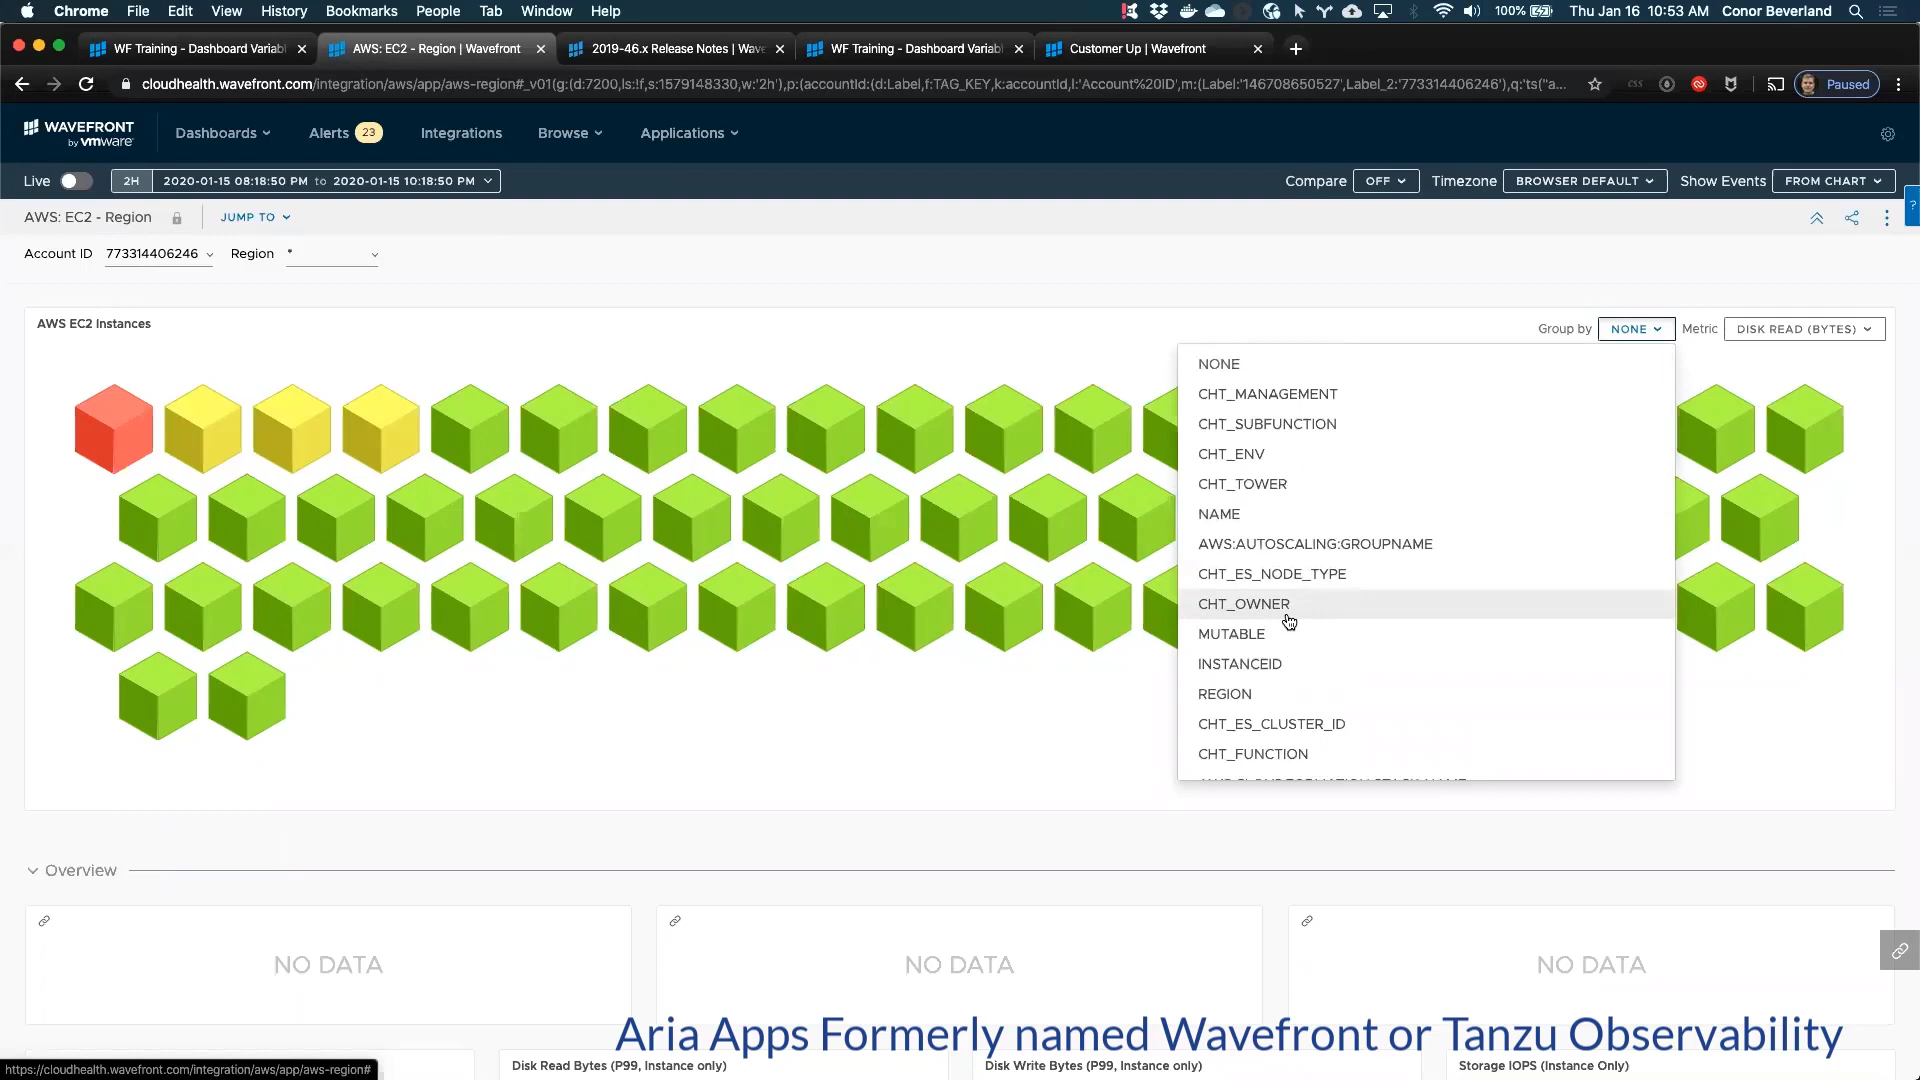 Chrome File Edit View History Bookmarks People Tab Window Help 100% Thu Jan 16 10:53 AM Conor Beverland
WF Training - Dashboard Variabl AWS: EC2 - Region | Wavefront 2019-46.x Release Notes | Wave WF Training - Dashboard Variabl Customer Up | Wavefront
cloudhealth.wavefront.com/integration/aws/app/aws-region#_v01(g:(d:7200,ls:!f,s:1579148330,w:'2h'),p:(accountId:(d:Label,f:TAG_KEY,k:accountId,l:'Account%20ID',m:(Label:'146708650527',Label_2:'773314406246'),q:'ts("a... CSS Paused
WAVEFRONT by vmware Dashboards Alerts 23 Integrations Browse Applications
Live 2H 2020-01-15 08:18:50 PM to 2020-01-15 10:18:50 PM Compare OFF Timezone BROWSER DEFAULT Show Events FROM CHART
AWS: EC2 - Region JUMP TO ?
Account ID 773314406246 Region *
AWS EC2 Instances Group by NONE Metric DISK READ (BYTES)
NONE
CHT_MANAGEMENT
CHT_SUBFUNCTION
CHT_ENV
CHT_TOWER
NAME
AWS:AUTOSCALING:GROUPNAME
CHT_ES_NODE_TYPE
CHT_OWNER
MUTABLE
INSTANCEID
REGION
CHT_ES_CLUSTER_ID
CHT_FUNCTION
Overview
NO DATA NO DATA NO DATA
Aria Apps Formerly named Wavefront or Tanzu Observability
https://cloudhealth.wavefront.com/integration/aws/app/aws-region# Disk Read Bytes (P99, Instance only) Disk Write Bytes (P99, Instance only) Storage IOPS (Instance Only)